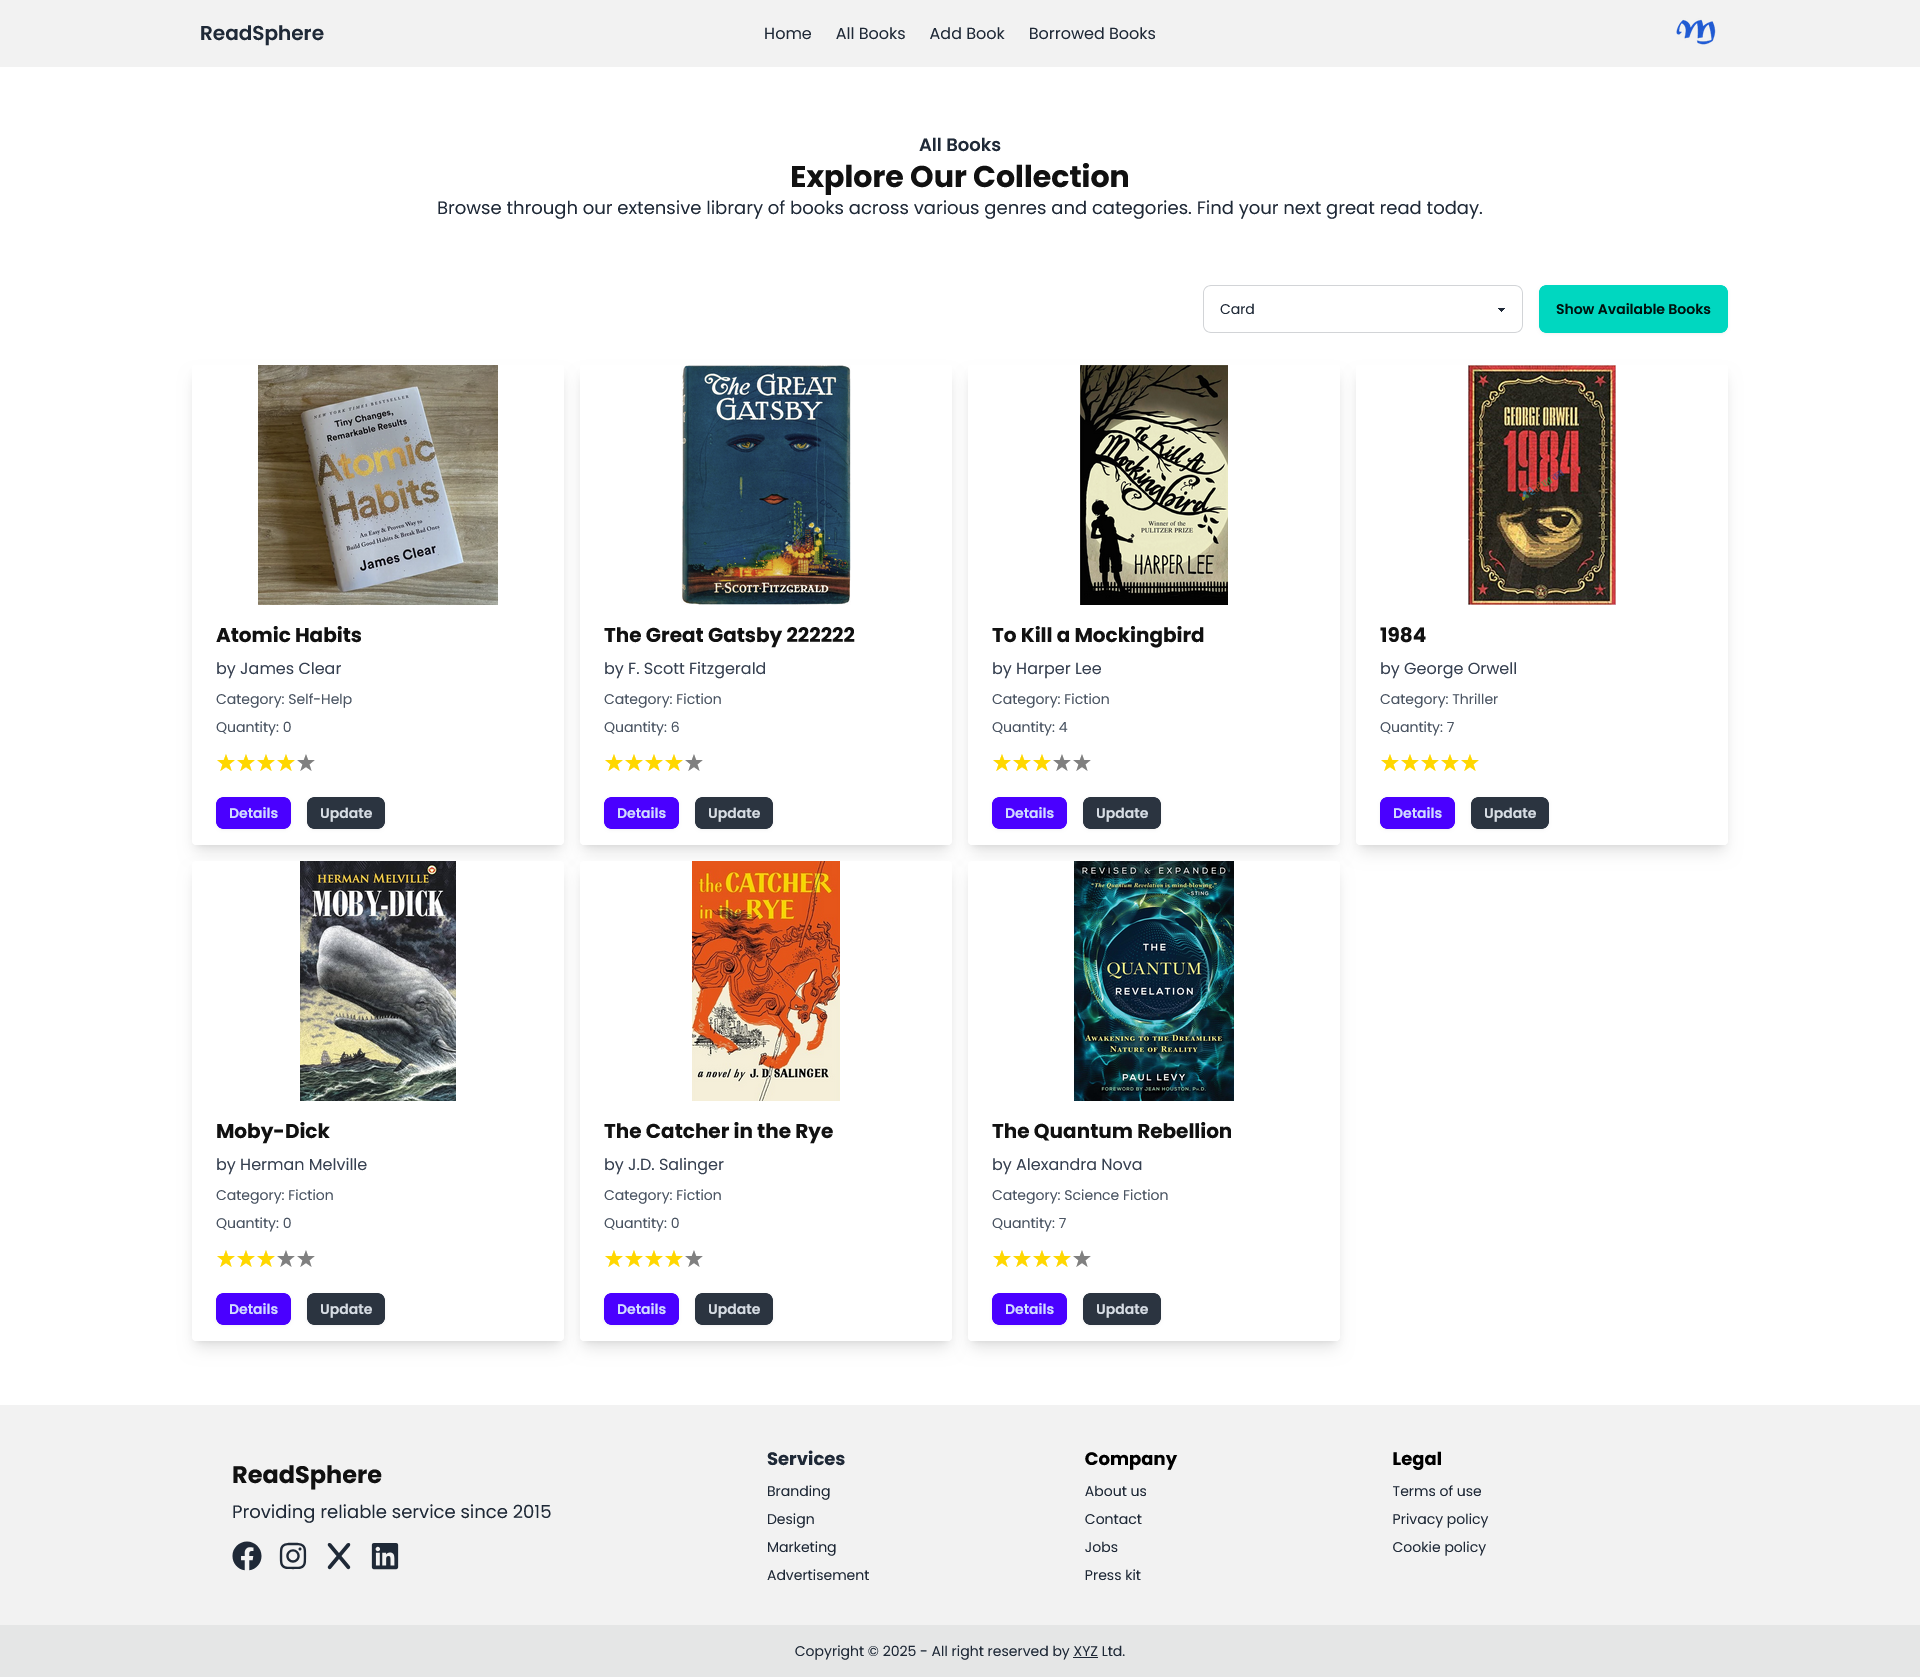 ReadSphere
Home All Books Add Book Borrowed Books
All Books
Explore Our Collection
Browse through our extensive library of books across various genres and categories. Find your next great read today.
Card
Show Available Books
NEW YORK TIMES BESTSELLER
Tiny Changes,
Remarkable Results
Atomic
Habits
An Easy & Proven Way to
Build Good Habits & Break Bad Ones
James Clear
Atomic Habits
by James Clear
Category: Self-Help
Quantity: 0
Details Update
The GREAT
GATSBY
F·SCOTT·FITZGERALD
The Great Gatsby 222222
by F. Scott Fitzgerald
Category: Fiction
Quantity: 6
Details Update
To Kill A
Mockingbird
Winner of the
PULITZER PRIZE
HARPER LEE
To Kill a Mockingbird
by Harper Lee
Category: Fiction
Quantity: 4
Details Update
GEORGE ORWELL
1984
1984
by George Orwell
Category: Thriller
Quantity: 7
Details Update
HERMAN MELVILLE
MOBY-DICK
Moby-Dick
by Herman Melville
Category: Fiction
Quantity: 0
Details Update
the CATCHER
in the RYE
a novel by J. D. SALINGER
The Catcher in the Rye
by J.D. Salinger
Category: Fiction
Quantity: 0
Details Update
REVISED & EXPANDED
"The Quantum Revelation is mind-blowing."
–STING
THE
QUANTUM
REVELATION
AWAKENING TO THE DREAMLIKE
NATURE OF REALITY
PAUL LEVY
FOREWORD BY JEAN HOUSTON, PH.D.
The Quantum Rebellion
by Alexandra Nova
Category: Science Fiction
Quantity: 7
Details Update
ReadSphere
Providing reliable service since 2015
Services
Branding
Design
Marketing
Advertisement
Company
About us
Contact
Jobs
Press kit
Legal
Terms of use
Privacy policy
Cookie policy
Copyright © 2025 - All right reserved by XYZ Ltd.